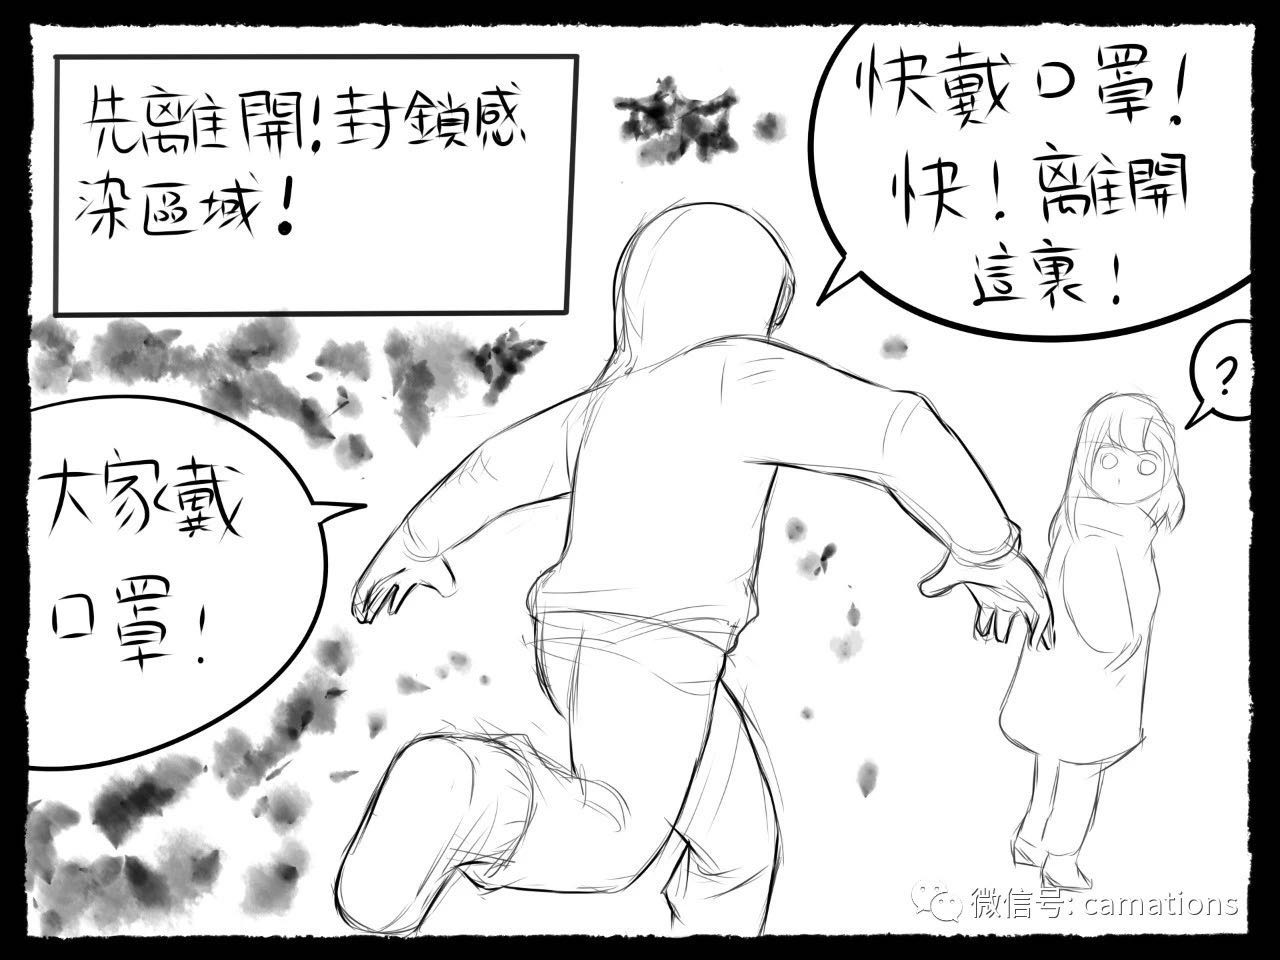 先離開！封鎖感
染區域！
快戴口罩！
快！離開
這裏！
？
大家戴
口罩！
微信号: camations